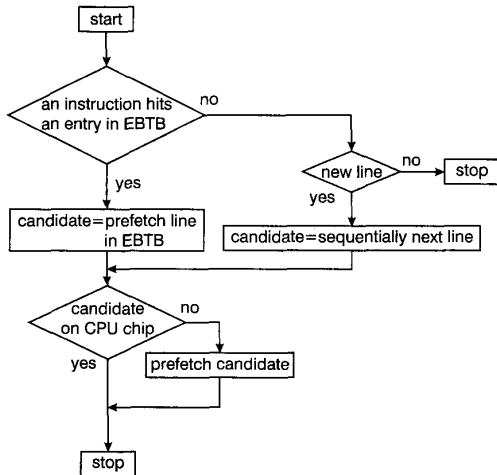 start
an instruction hits
an entry in EBTB
no
yes
new line
no
stop
yes
candidate=prefetch line
in EBTB
candidate=sequentially next line
candidate
on CPU chip
no
yes
prefetch candidate
stop